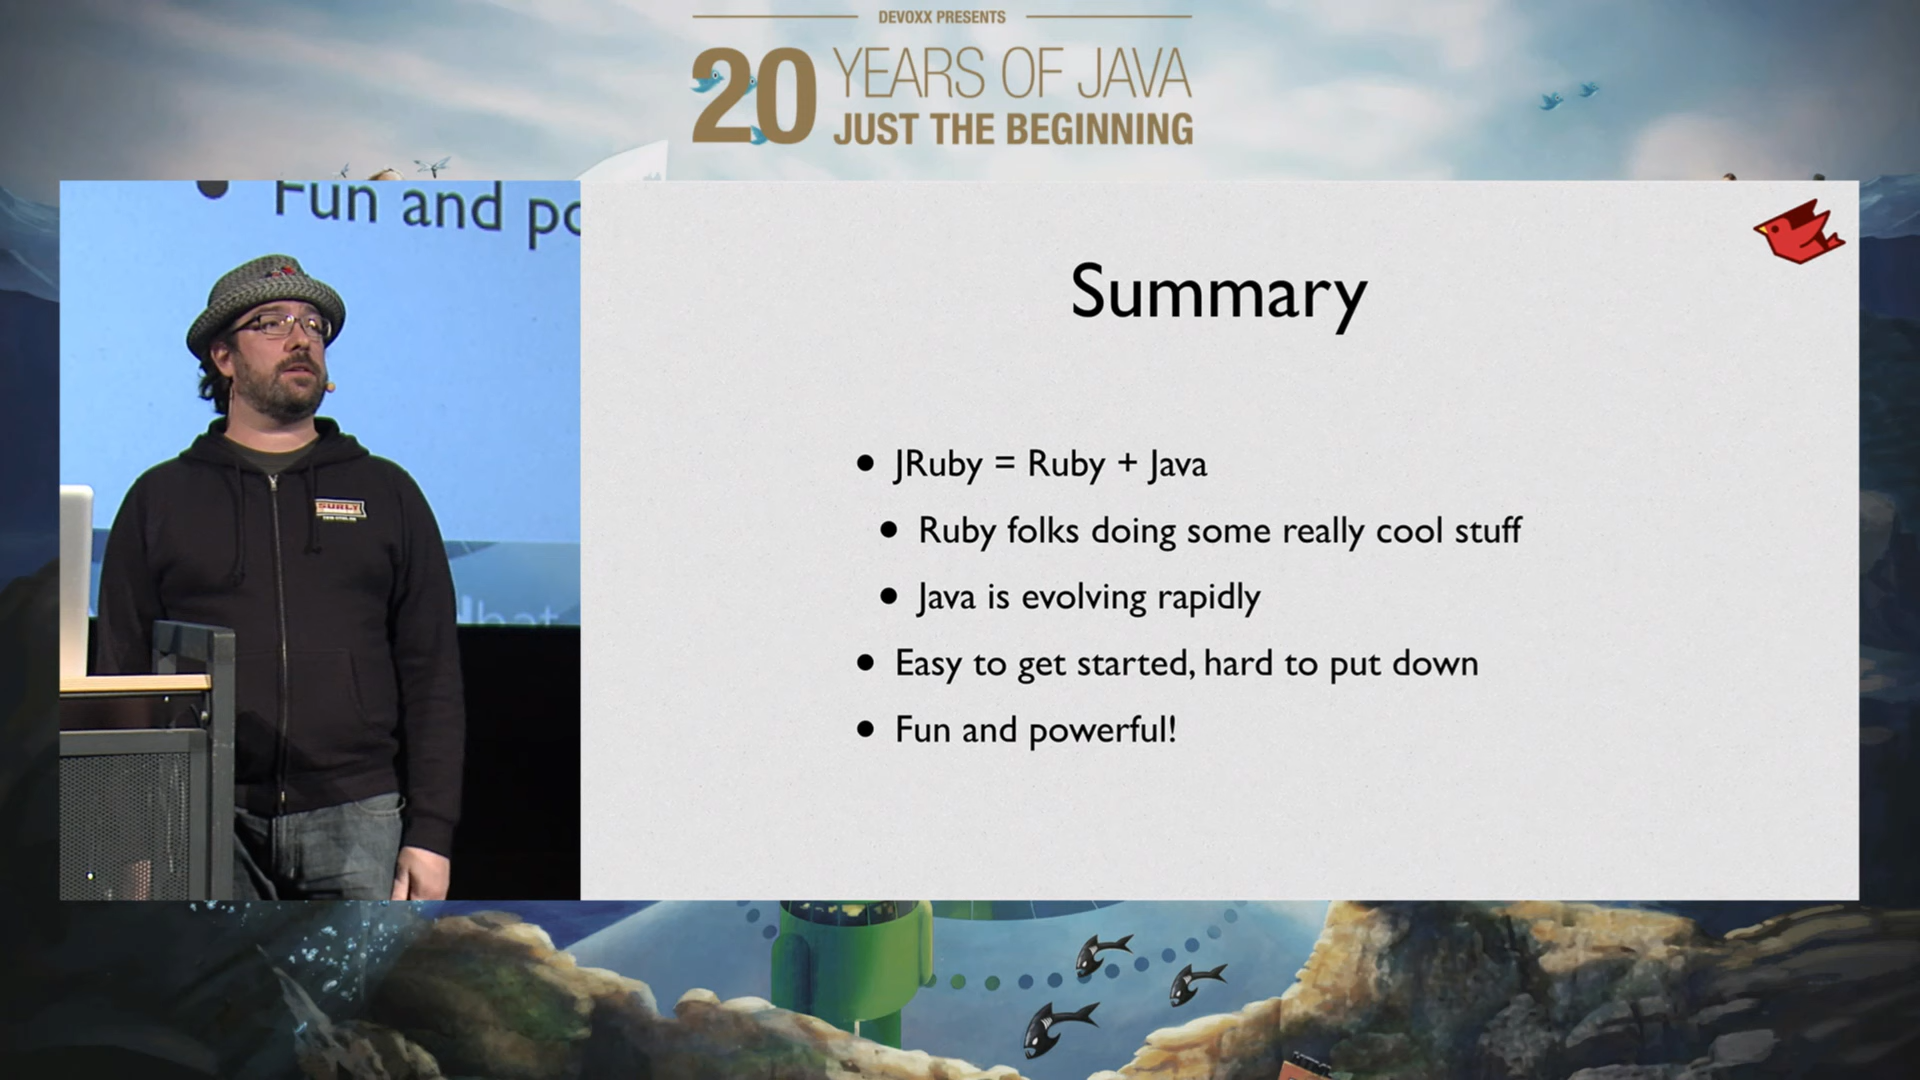 DEVOXX PRESENTS
20 YEARS OF JAVA
JUST THE BEGINNING
Fun and po
SURLY
hat
Summary
JRuby = Ruby + Java
Ruby folks doing some really cool stuff
Java is evolving rapidly
Easy to get started, hard to put down
Fun and powerful!